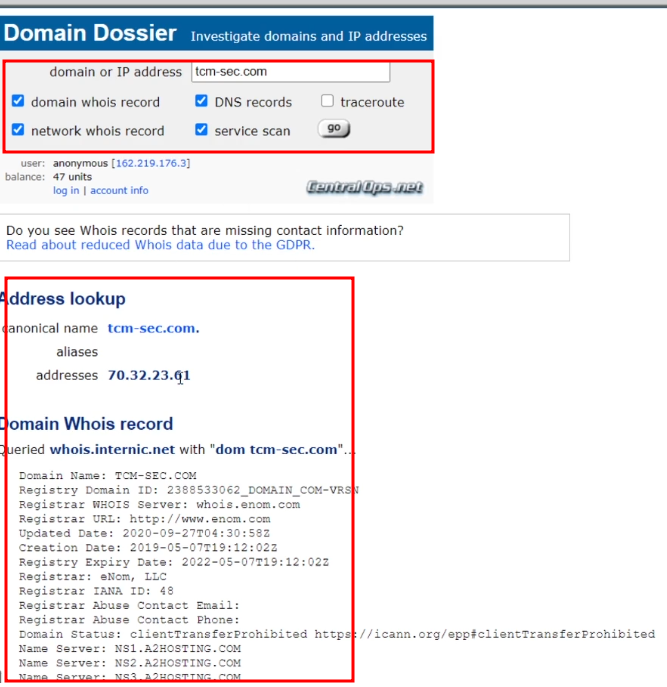 Domain Dossier Investigate domains and IP addresses
domain or IP address tcm-sec.com
domain whois record DNS records traceroute
network whois record service scan go
user: anonymous [162.219.176.3]
balance: 47 units
log in | account info
CentralOps.net
Do you see Whois records that are missing contact information?
Read about reduced Whois data due to the GDPR.
Address lookup
canonical name tcm-sec.com.
aliases
addresses 70.32.23.61
Domain Whois record
Queried whois.internic.net with "dom tcm-sec.com"...
Domain Name: TCM-SEC.COM
Registry Domain ID: 2388533062_DOMAIN_COM-VRSN
Registrar WHOIS Server: whois.enom.com
Registrar URL: http://www.enom.com
Updated Date: 2020-09-27T04:30:58Z
Creation Date: 2019-05-07T19:12:02Z
Registry Expiry Date: 2022-05-07T19:12:02Z
Registrar: eNom, LLC
Registrar IANA ID: 48
Registrar Abuse Contact Email:
Registrar Abuse Contact Phone:
Domain Status: clientTransferProhibited https://icann.org/epp#clientTransferProhibited
Name Server: NS1.A2HOSTING.COM
Name Server: NS2.A2HOSTING.COM
Name Server: NS3.A2HOSTING.COM